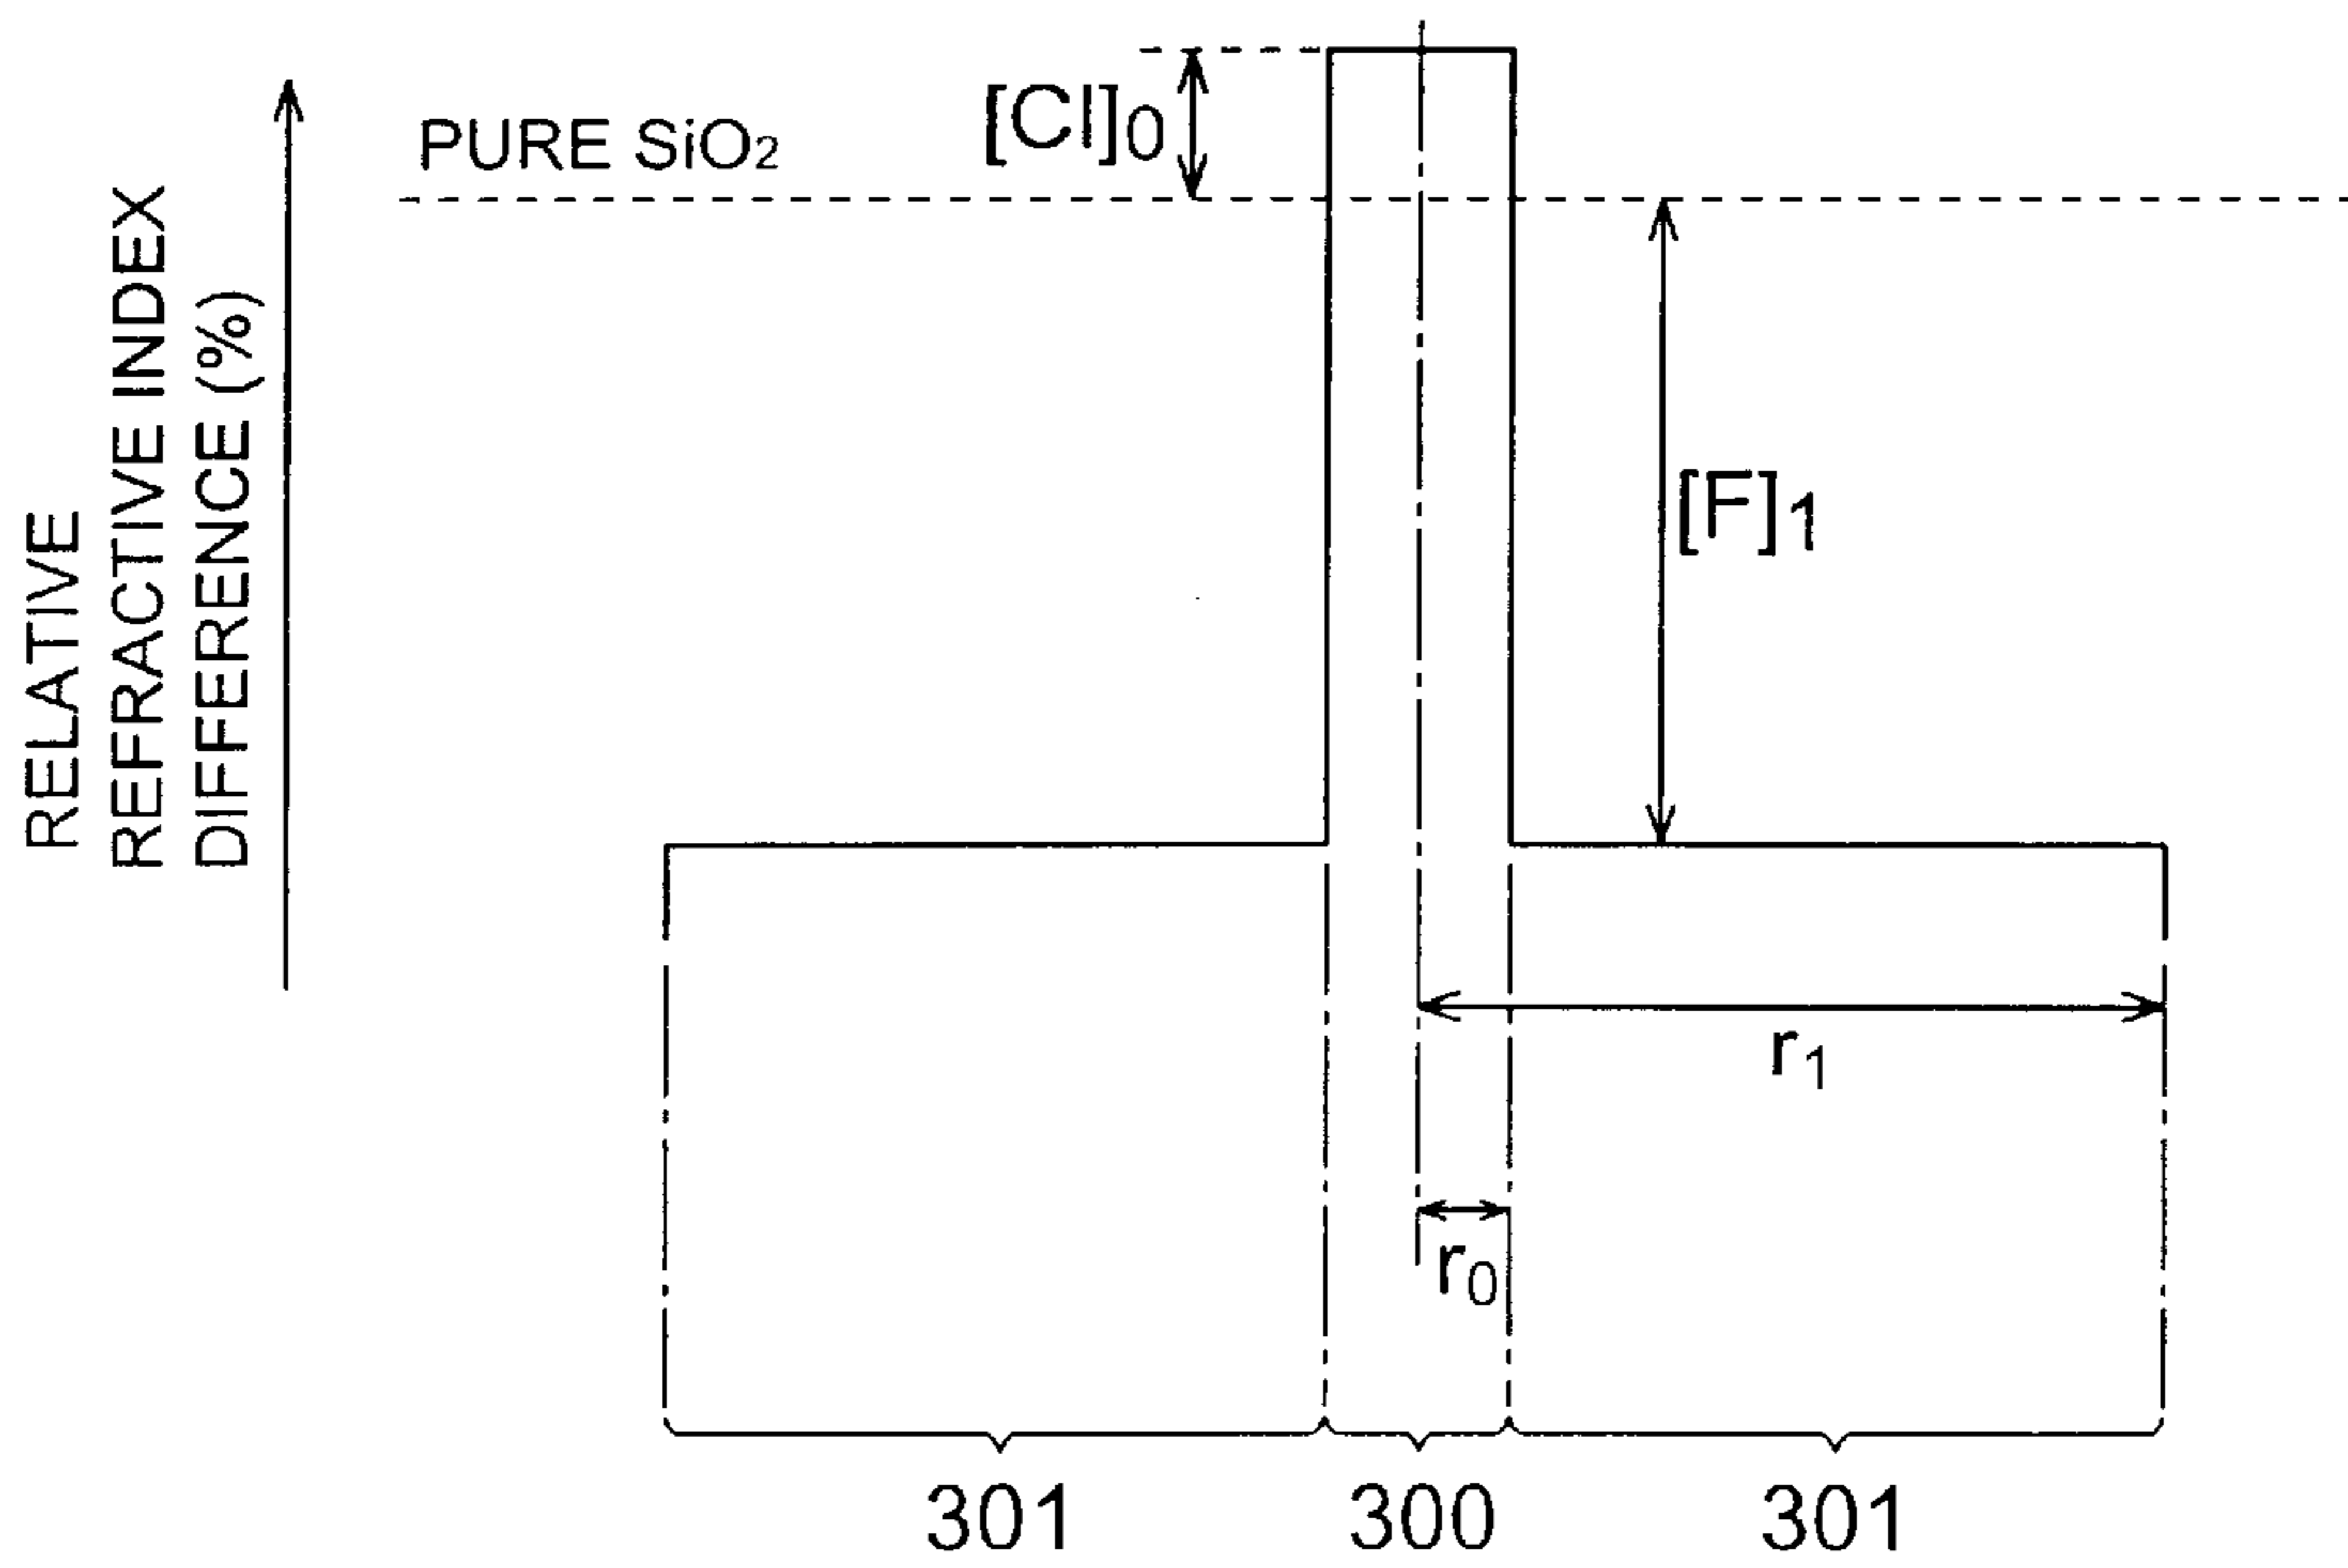 RELATIVE
REFRACTIVE INDEX
DIFFERENCE (%)
PURE SiO₂
[Cl]₀
[F]₁
r₁
r₀
301
300
301